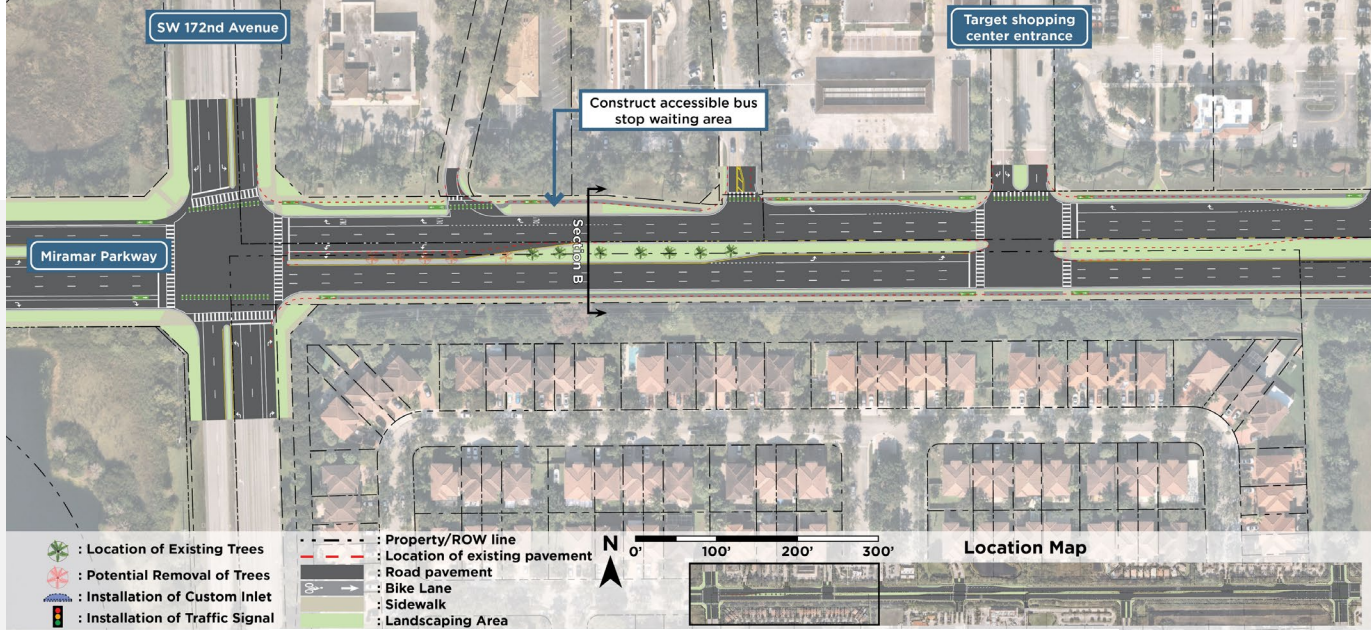 SW 172nd Avenue
Target shopping
center entrance
Construct accessible bus
stop waiting area
Miramar Parkway
Section B
: Location of Existing Trees
: Potential Removal of Trees
: Installation of Custom Inlet
: Installation of Traffic Signal
: Property/ROW line
: Location of existing pavement
: Road pavement
: Bike Lane
: Sidewalk
: Landscaping Area
N
0' 100' 200' 300'
Location Map